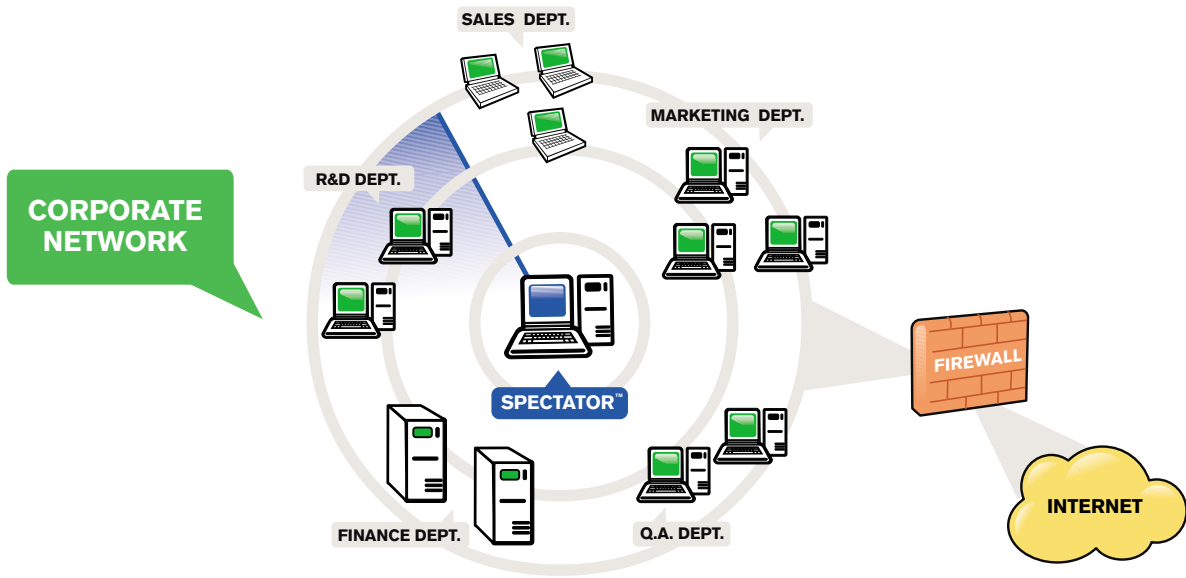 SALES DEPT.
MARKETING DEPT.
R&D DEPT.
CORPORATE
NETWORK
FIREWALL
SPECTATOR™
INTERNET
FINANCE DEPT.
Q.A. DEPT.